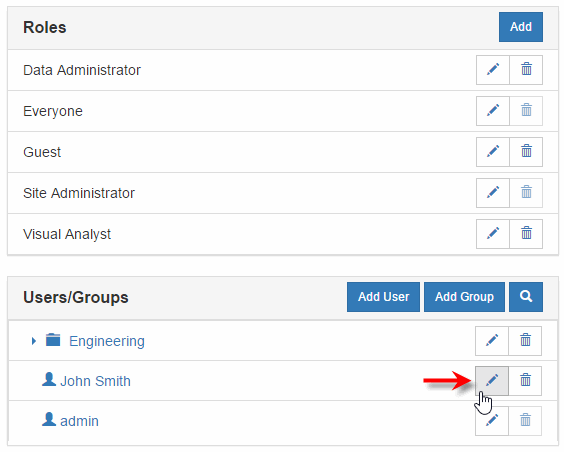 Roles Add
Data Administrator
Everyone
Guest
Site Administrator
Visual Analyst
Users/Groups Add User Add Group
Engineering
John Smith
admin